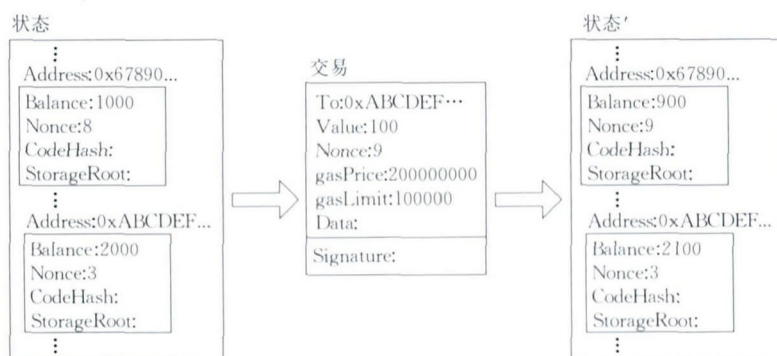 状态
⋮
Address:0x67890...
Balance:1000
Nonce:8
CodeHash:
StorageRoot:
⋮
Address:0xABCDEF...
Balance:2000
Nonce:3
CodeHash:
StorageRoot:
⋮
交易
To:0xABCDEF···
Value:100
Nonce:9
gasPrice:200000000
gasLimit:100000
Data:
Signature:
状态′
⋮
Address:0x67890...
Balance:900
Nonce:9
CodeHash:
StorageRoot:
⋮
Address:0xABCDEF...
Balance:2100
Nonce:3
CodeHash:
StorageRoot:
⋮